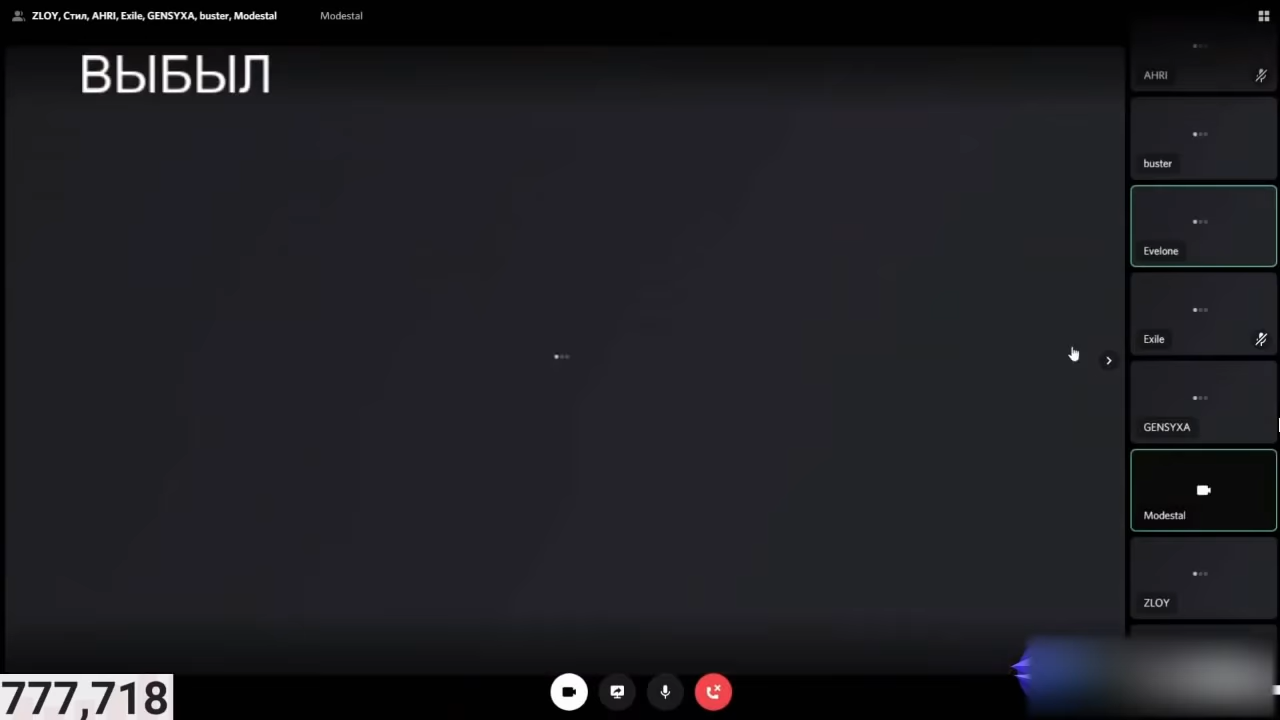 ZLOY, Стил, AHRI, Exile, GENSYXA, buster, Modestal
Modestal
ВЫБЫЛ
AHRI
buster
Evelone
Exile
GENSYXA
Modestal
ZLOY
777,718